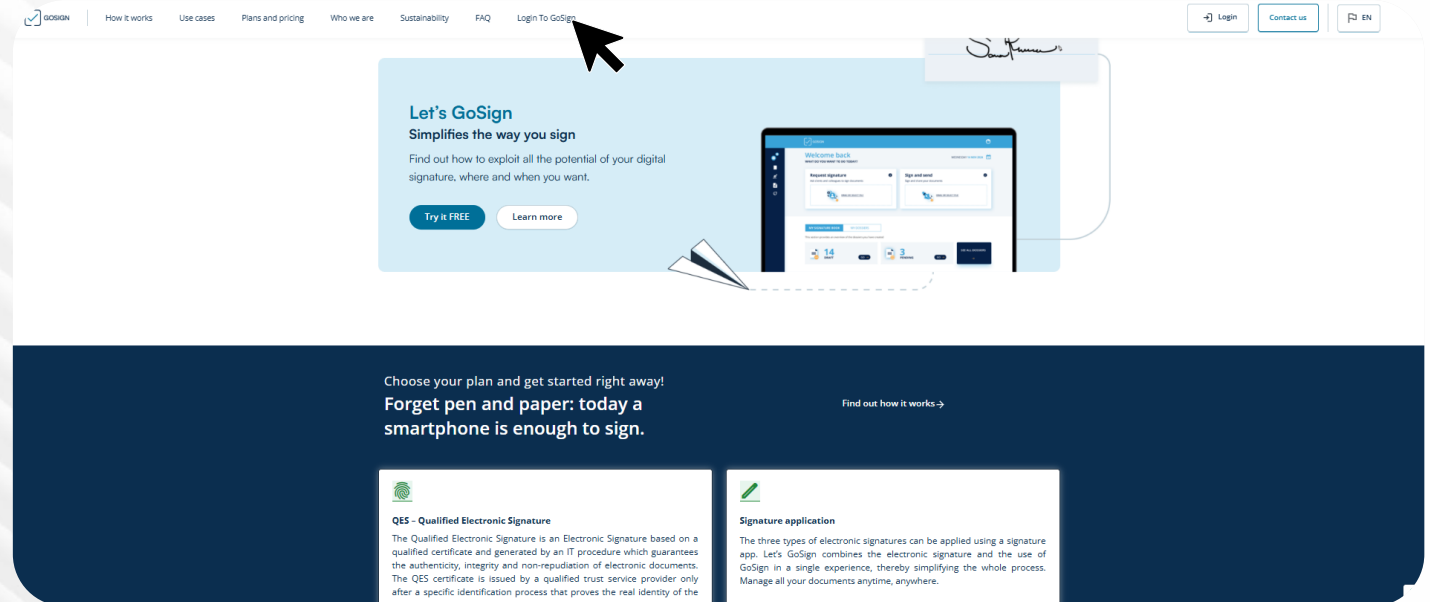 GOSIGN
How it works
Use cases
Plans and pricing
Who we are
Sustainability
FAQ
Login To GoSign
Login
Contact us
EN
Let's GoSign
Simplifies the way you sign
Find out how to exploit all the potential of your digital
signature, where and when you want.
Try it FREE
Learn more
Welcome back
WHAT DO YOU WANT TO DO TODAY?
Request signature
Sign and send
14
DRAFT
3
PENDING
Choose your plan and get started right away!
Forget pen and paper: today a
smartphone is enough to sign.
Find out how it works
QES – Qualified Electronic Signature
The Qualified Electronic Signature is an Electronic Signature based on a
qualified certificate and generated by an IT procedure which guarantees
the authenticity, integrity and non-repudiation of electronic documents.
The QES certificate is issued by a qualified trust service provider only
after a specific identification process that proves the real identity of the
Signature application
The three types of electronic signatures can be applied using a signature
app. Let's GoSign combines the electronic signature and the use of
GoSign in a single experience, thereby simplifying the whole process.
Manage all your documents anytime, anywhere.